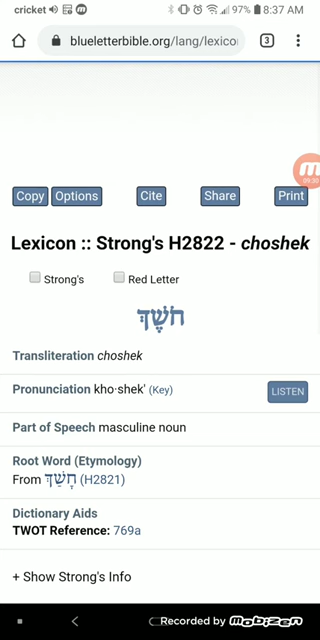 cricket 97% 8:37 AM
blueletterbible.org/lang/lexico 3
05:30
Copy Options Cite Share Print
Lexicon :: Strong's H2822 - choshek
Strong's Red Letter
חֹשֶׁךְ
Transliteration choshek
Pronunciation kho·shek' (Key) LISTEN
Part of Speech masculine noun
Root Word (Etymology)
From חָשַׁךְ (H2821)
Dictionary Aids
TWOT Reference: 769a
+ Show Strong's Info
Recorded by mobizen